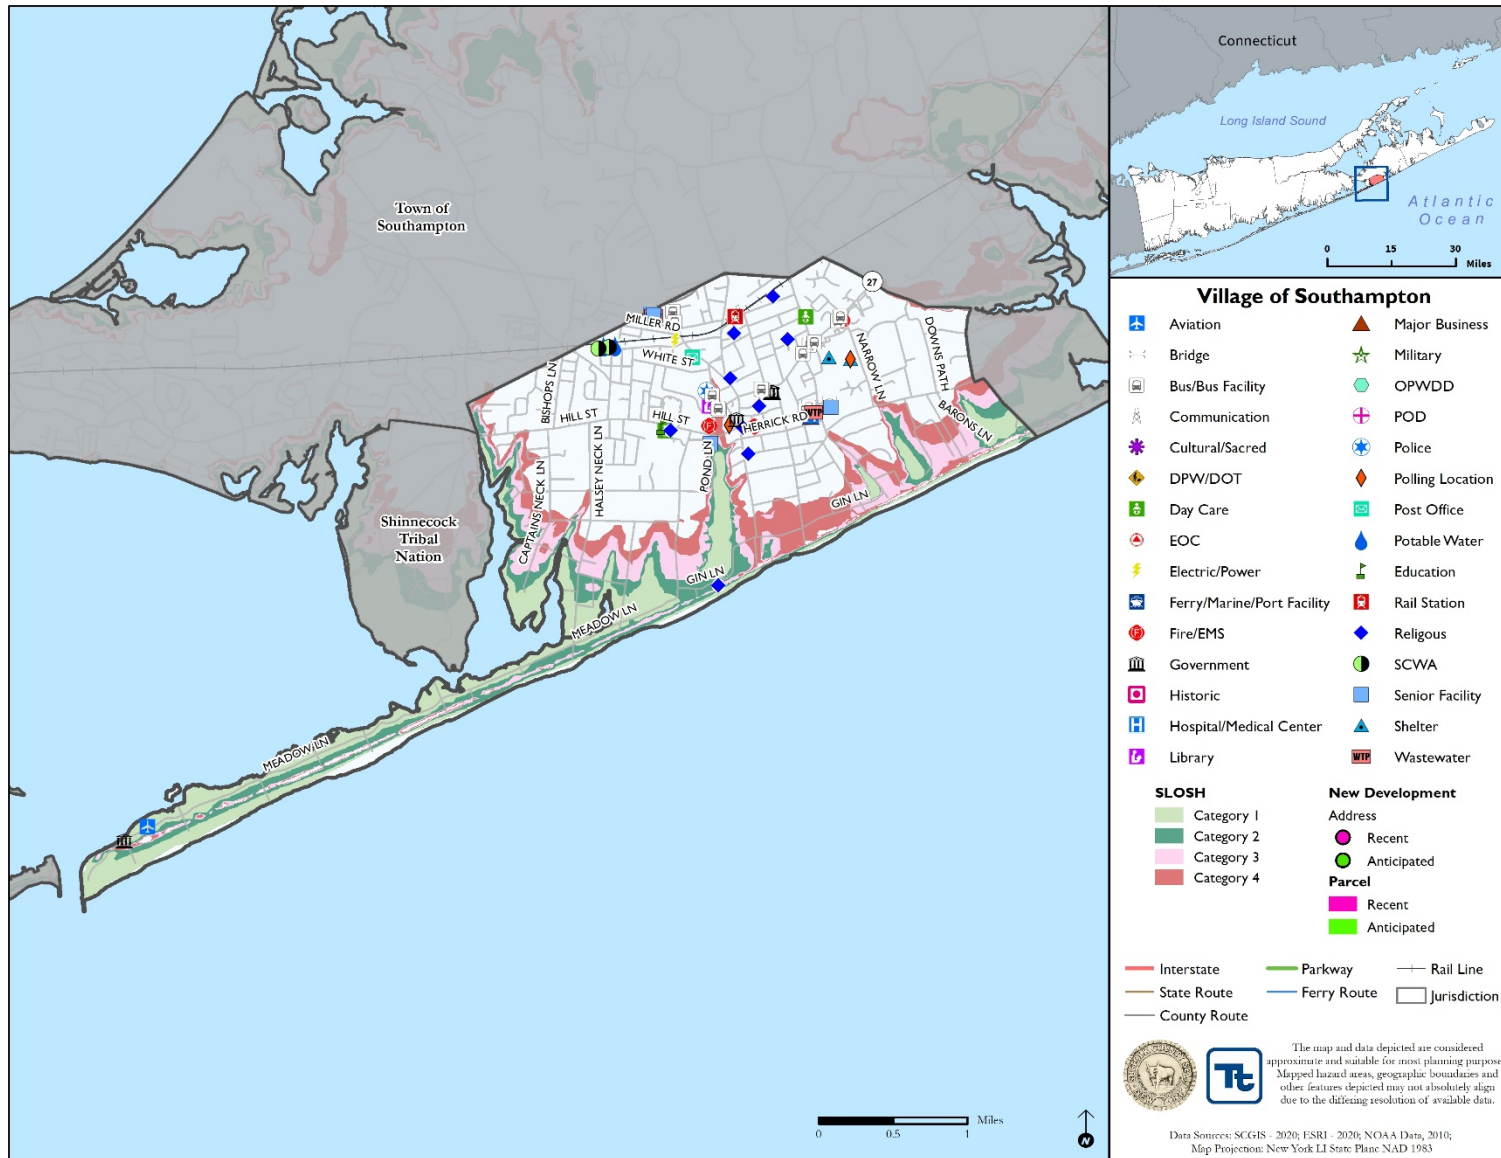 Town of
Southampton
Shinnecock
Tribal
Nation
27
MILLER RD
WHITE ST
BISHOPS LN
HILL ST
HILL ST
HERRICK RD
NARROW LN
DOWNS PATH
BARONS LN
CAPTAINS NECK LN
HALSEY NECK LN
POND LN
GIN LN
GIN LN
MEADOW LN
MEADOW LN
WTP
F
0 0.5 1
Miles
N
Connecticut
Long Island Sound
Atlantic
Ocean
0 15 30
Miles
Village of Southampton
Aviation
Major Business
Bridge
Military
Bus/Bus Facility
OPWDD
Communication
POD
Cultural/Sacred
Police
DPW/DOT
Polling Location
Day Care
Post Office
EOC
Potable Water
Electric/Power
Education
Ferry/Marine/Port Facility
Rail Station
F
Fire/EMS
Religous
Government
SCWA
Historic
Senior Facility
H
Hospital/Medical Center
Shelter
Library
WTP
Wastewater
SLOSH
Category 1
Category 2
Category 3
Category 4
New Development
Address
Recent
Anticipated
Parcel
Recent
Anticipated
Interstate
Parkway
Rail Line
State Route
Ferry Route
Jurisdiction
County Route
Tt
The map and data depicted are considered
approximate and suitable for most planning purpose
Mapped hazard areas, geographic boundaries and
other features depicted may not absolutely align
due to the differing resolution of available data.
Data Sources: SCGIS - 2020; ESRI - 2020; NOAA Data, 2010;
Map Projection: New York LI State Plane NAD 1983